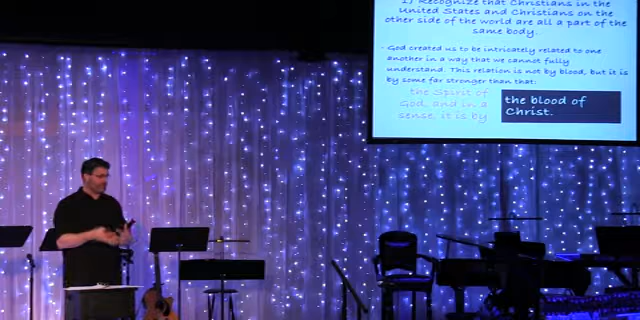 1) Recognize that Christians in the
United States and Christians on the
other side of the world are all a part of the
same body.
- God created us to be intricately related to one
another in a way that we cannot fully
understand. This relation is not by blood, but it is
by some far stronger than that:
the Spirit of
God, and in a
sense, it is by
the blood of
Christ.